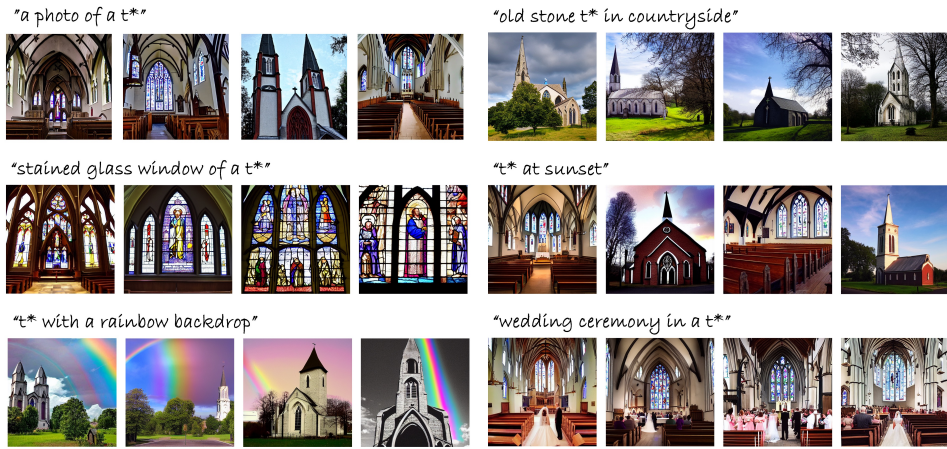 "a photo of a t*"
"old stone t* in countryside"
"stained glass window of a t*"
"t* at sunset"
"t* with a rainbow backdrop"
"wedding ceremony in a t*"